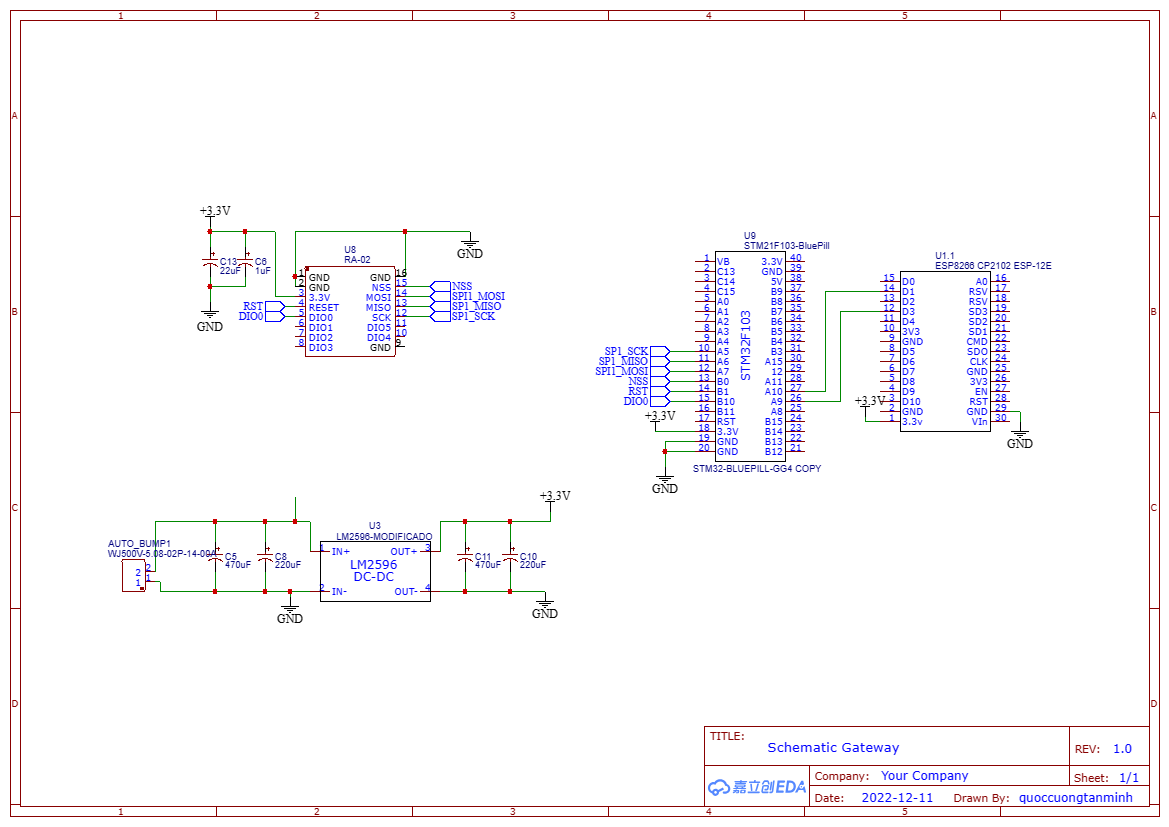 1 2 3 4 5
A A
B B
C C
D D
1 2 3 4 5
+3.3V
C13
22uF
C6
1uF
GND
GND
U8
RA-02
1 GND
2 GND
3 3.3V
4 RESET
5 DIO0
6 DIO1
7 DIO2
8 DIO3
GND 16
NSS 15
MOSI 14
MISO 13
SCK 12
DIO5 11
DIO4 10
GND 9
RST
DIO0
NSS
SPI1_MOSI
SP1_MISO
SP1_SCK
U9
STM21F103-BluePill
STM32F103
1 VB
2 C13
3 C14
4 C15
5 A0
6 A1
7 A2
8 A3
9 A4
10 A5
11 A6
12 A7
13 B0
14 B1
15 B10
16 B11
17 RST
18 3.3V
19 GND
20 GND
3.3V 40
GND 39
5V 38
B9 37
B8 36
B7 35
B6 34
B5 33
B4 32
B3 31
A15 30
12 29
A11 28
A10 27
A9 26
A8 25
B15 24
B14 23
B13 22
B12 21
STM32-BLUEPILL-GG4 COPY
SP1_SCK
SP1_MISO
SPI1_MOSI
NSS
RST
DIO0
+3.3V
GND
U1.1
ESP8266 CP2102 ESP-12E
15 D0
14 D1
13 D2
12 D3
11 D4
10 3V3
9 GND
8 D5
7 D6
6 D7
5 D8
4 D9
3 D10
2 GND
1 3.3v
A0 16
RSV 17
RSV 18
SD3 19
SD2 20
SD1 21
CMD 22
SDO 23
CLK 24
GND 25
3V3 26
EN 27
RST 28
GND 29
VIn 30
+3.3V
GND
AUTO_BUMP1
WJ500V-5.08-02P-14-00A
2 2
1 1
C5
470uF
C8
220uF
GND
U3
LM2596-MODIFICADO
LM2596
DC-DC
1 IN+
2 IN-
OUT+ 3
OUT- 4
C11
470uF
C10
220uF
+3.3V
GND
TITLE:
Schematic Gateway
REV: 1.0
嘉立创EDA
Company: Your Company
Sheet: 1/1
Date: 2022-12-11 Drawn By: quoccuongtanminh